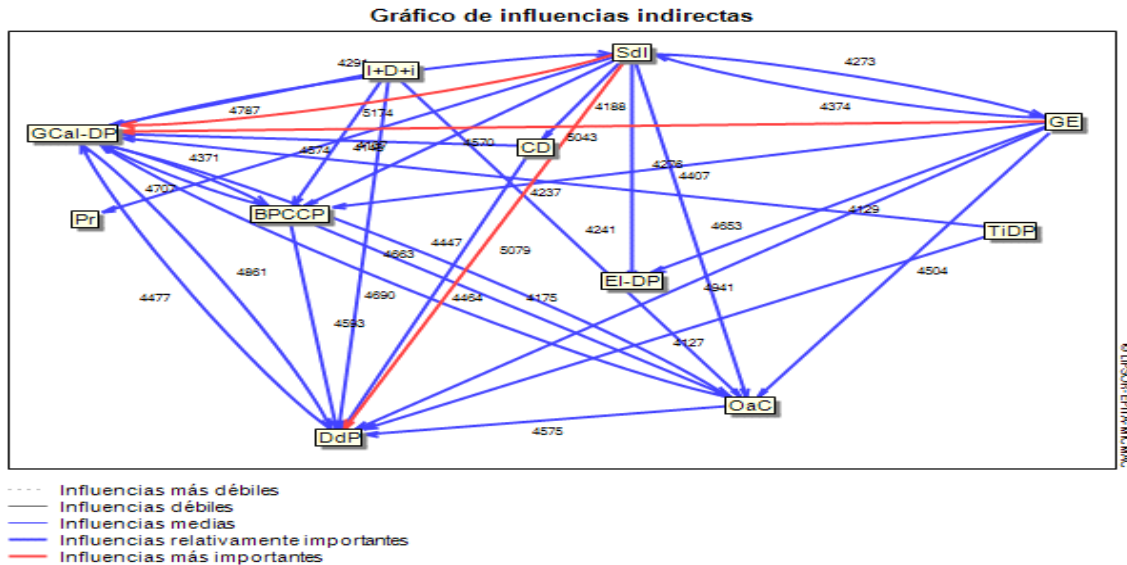 Gráfico de influencias indirectas
SdI
4291
I+D+i
4273
4787
5174
4188
4374
GCal-DP
GE
5043
4371
4574
4570
CD
4276
4407
4707
4237
Pr
BPCCP
4129
TiDP
4447
4241
4653
4663
5079
4504
4861
EI-DP
4477
4690
4464
4175
4941
4593
4127
OaC
DdP
4575
Influencias más débiles
Influencias débiles
Influencias medias
Influencias relativamente importantes
Influencias más importantes